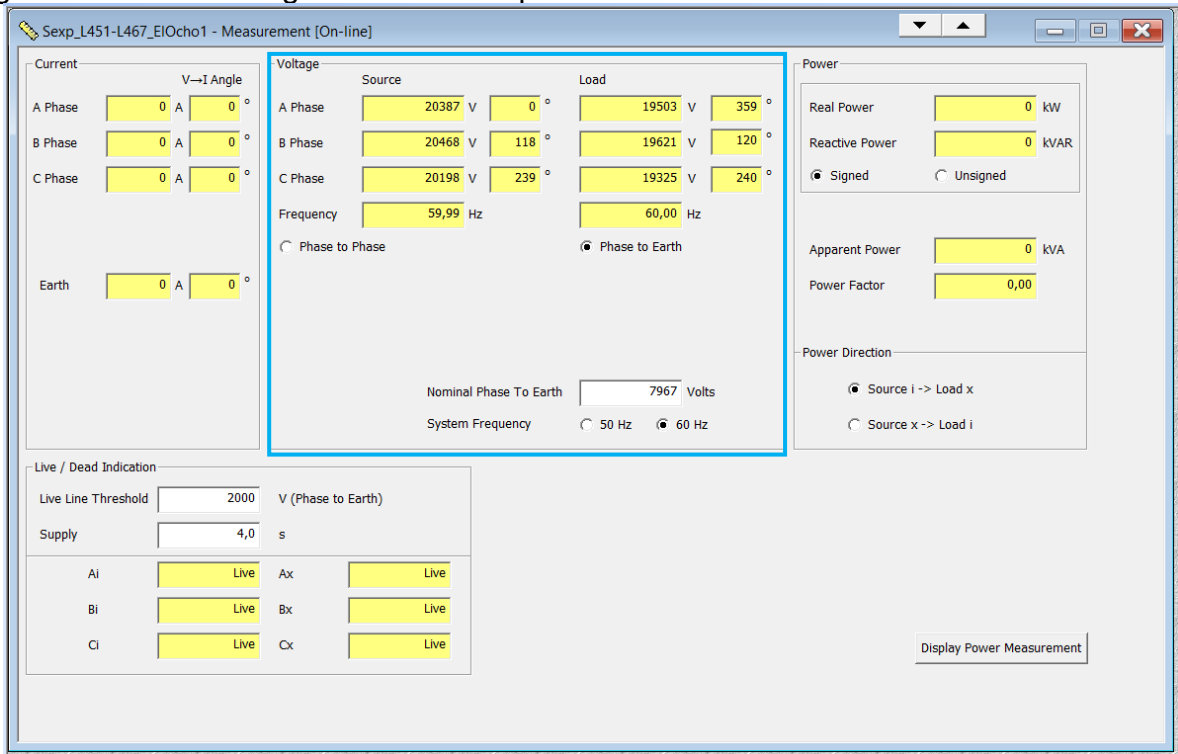 Sexp_L451-L467_ElOcho1 - Measurement [On-line]
Current
V→I Angle
A Phase 0 A 0 °
B Phase 0 A 0 °
C Phase 0 A 0 °
Earth 0 A 0 °
Voltage
Source Load
A Phase 20387 V 0 ° 19503 V 359 °
B Phase 20468 V 118 ° 19621 V 120 °
C Phase 20198 V 239 ° 19325 V 240 °
Frequency 59,99 Hz 60,00 Hz
Phase to Phase Phase to Earth
Nominal Phase To Earth 7967 Volts
System Frequency 50 Hz 60 Hz
Power
Real Power 0 kW
Reactive Power 0 kVAR
Signed Unsigned
Apparent Power 0 kVA
Power Factor 0,00
Power Direction
Source i -> Load x
Source x -> Load i
Live / Dead Indication
Live Line Threshold 2000 V (Phase to Earth)
Supply 4,0 s
Ai Live Ax Live
Bi Live Bx Live
Ci Live Cx Live
Display Power Measurement